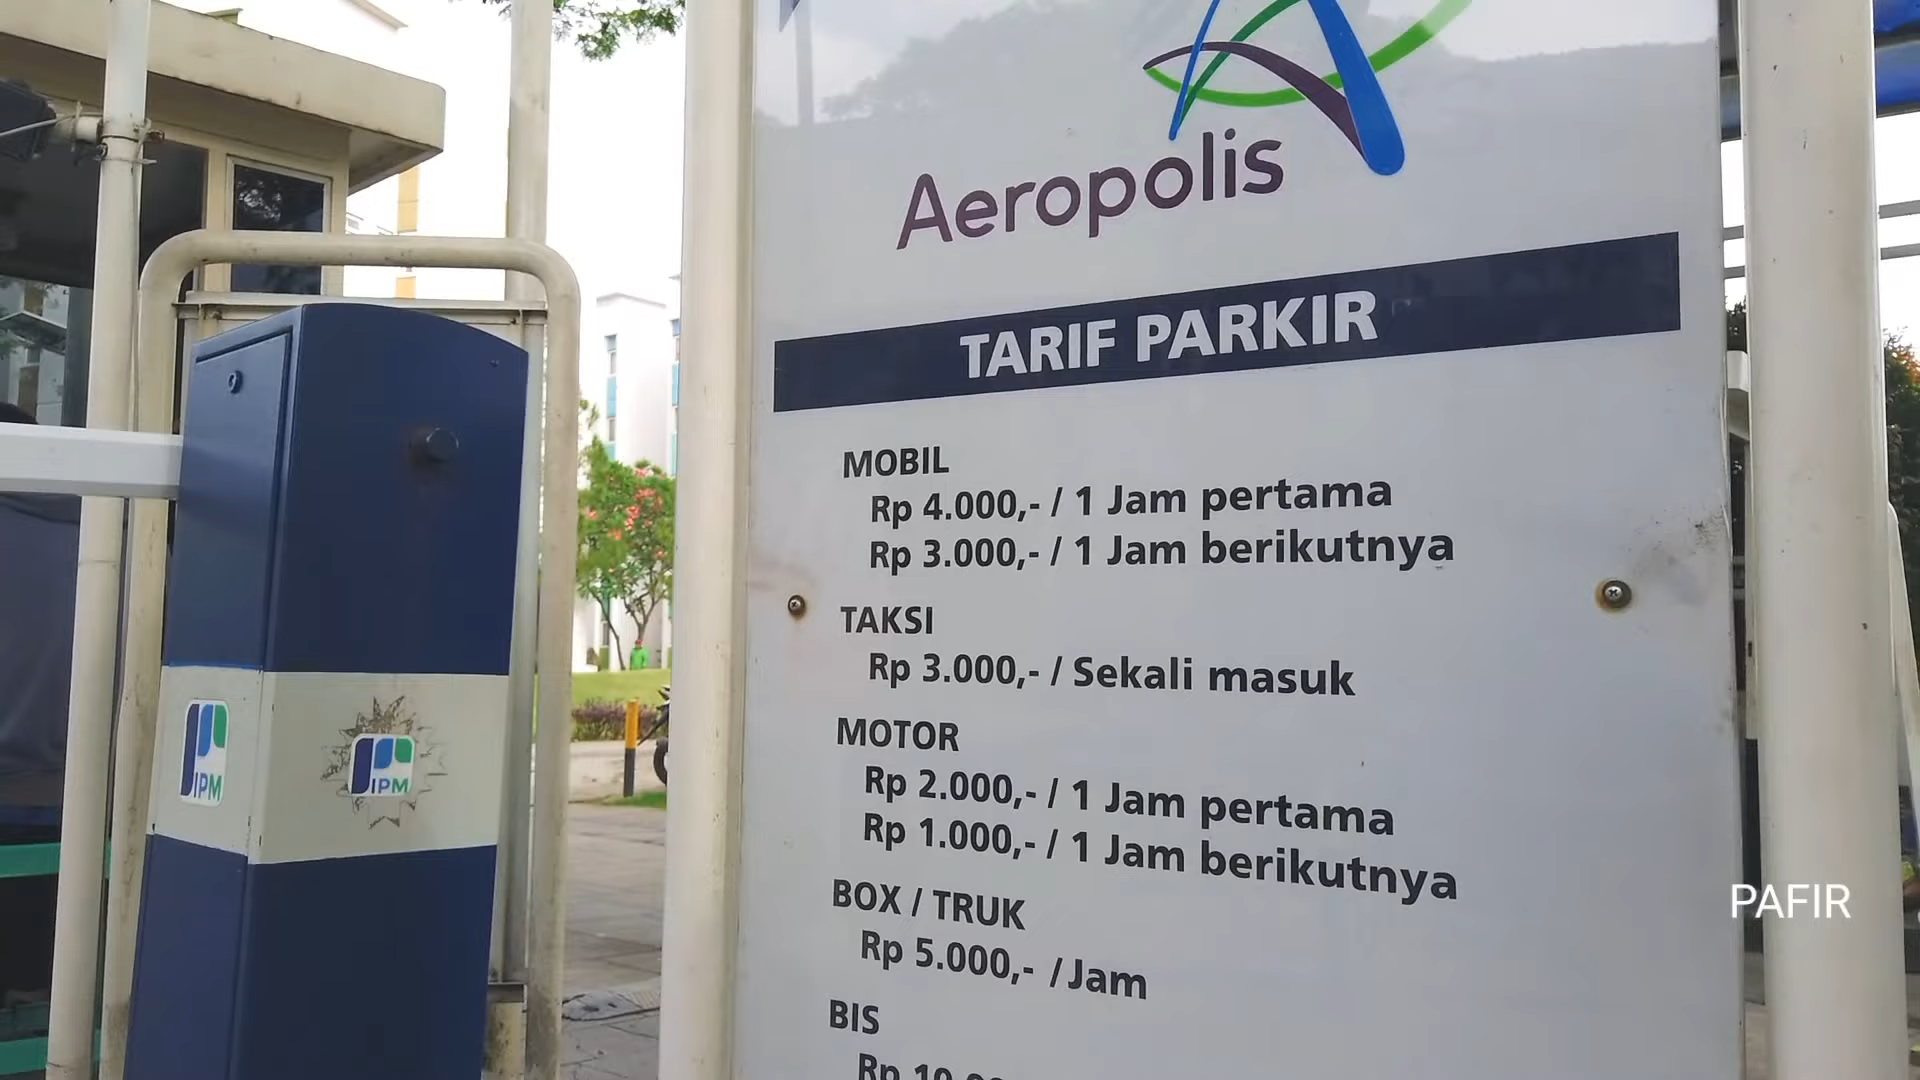 Aeropolis
TARIF PARKIR
MOBIL
Rp 4.000,- / 1 Jam pertama
Rp 3.000,- / 1 Jam berikutnya
TAKSI
Rp 3.000,- / Sekali masuk
MOTOR
Rp 2.000,- / 1 Jam pertama
Rp 1.000,- / 1 Jam berikutnya
BOX / TRUK
Rp 5.000,- / Jam
BIS
Rp
IPM
IPM
PAFIR